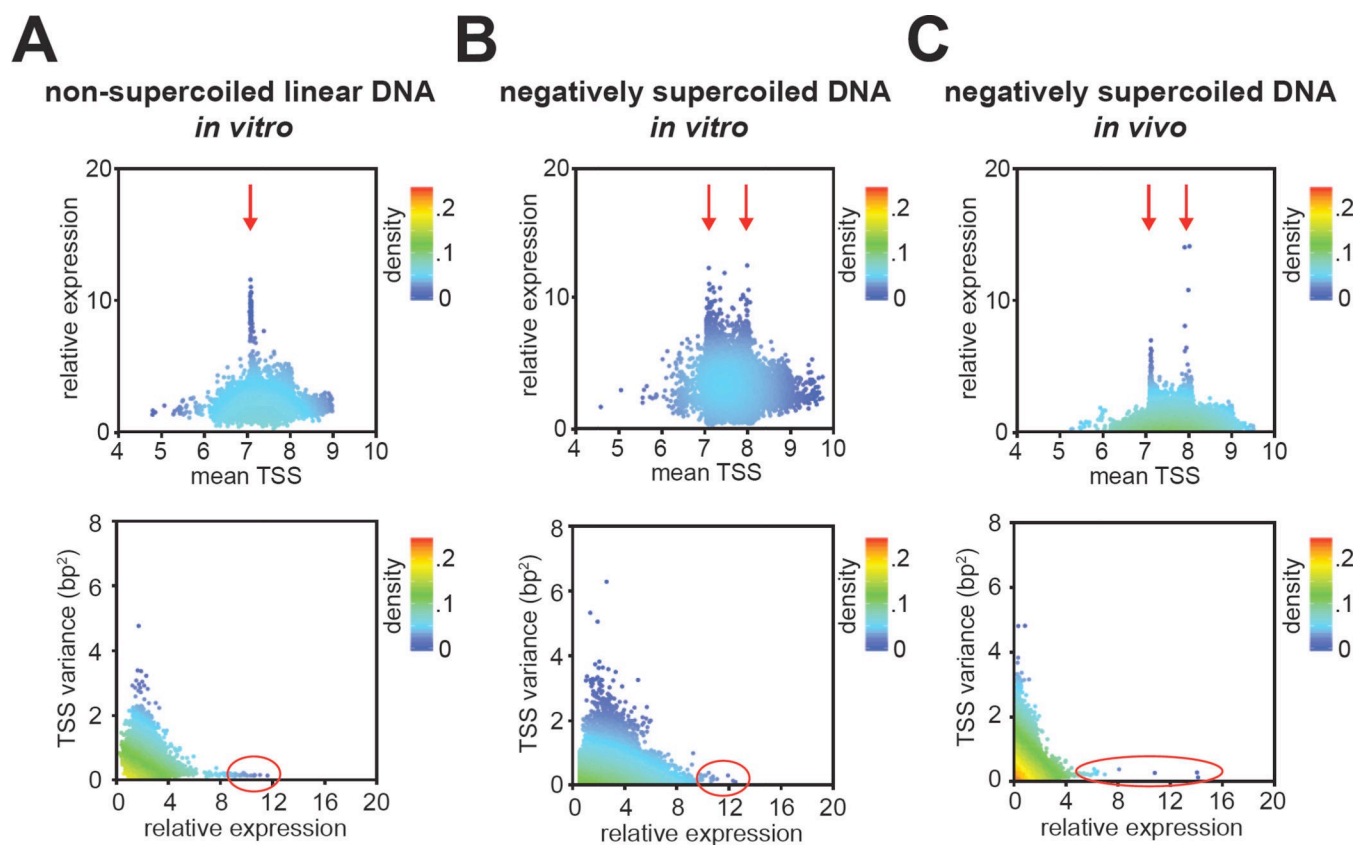 A
non-supercoiled linear DNA
in vitro
20
10
0
relative expression
4 5 6 7 8 9 10
mean TSS
.2
.1
0
density
8
6
4
2
0
TSS variance (bp²)
0 4 8 12 16 20
relative expression
.2
.1
0
density
B
negatively supercoiled DNA
in vitro
20
10
0
relative expression
4 5 6 7 8 9 10
mean TSS
.2
.1
0
density
8
6
4
2
0
TSS variance (bp²)
0 4 8 12 16 20
relative expression
.2
.1
0
density
C
negatively supercoiled DNA
in vivo
20
10
0
relative expression
4 5 6 7 8 9 10
mean TSS
.2
.1
0
density
8
6
4
2
0
TSS variance (bp²)
0 4 8 12 16 20
relative expression
.2
.1
0
density